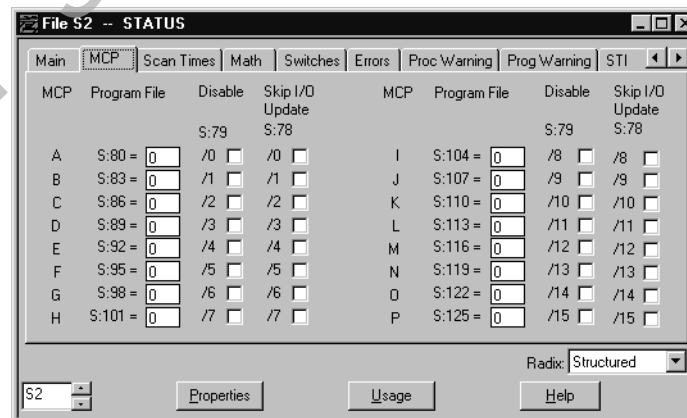 File S2 -- STATUS
Main MCP Scan Times Math Switches Errors Proc Warning Prog Warning STI
MCP Program File Disable Skip I/O Update MCP Program File Disable Skip I/O Update
S:79 S:78 S:79 S:78
A S:80 = 0 /0 /0 I S:104 = 0 /8 /8
B S:83 = 0 /1 /1 J S:107 = 0 /9 /9
C S:86 = 0 /2 /2 K S:110 = 0 /10 /10
D S:89 = 0 /3 /3 L S:113 = 0 /11 /11
E S:92 = 0 /4 /4 M S:116 = 0 /12 /12
F S:95 = 0 /5 /5 N S:119 = 0 /13 /13
G S:98 = 0 /6 /6 O S:122 = 0 /14 /14
H S:101 = 0 /7 /7 P S:125 = 0 /15 /15
Radix: Structured
S2 Properties Usage Help